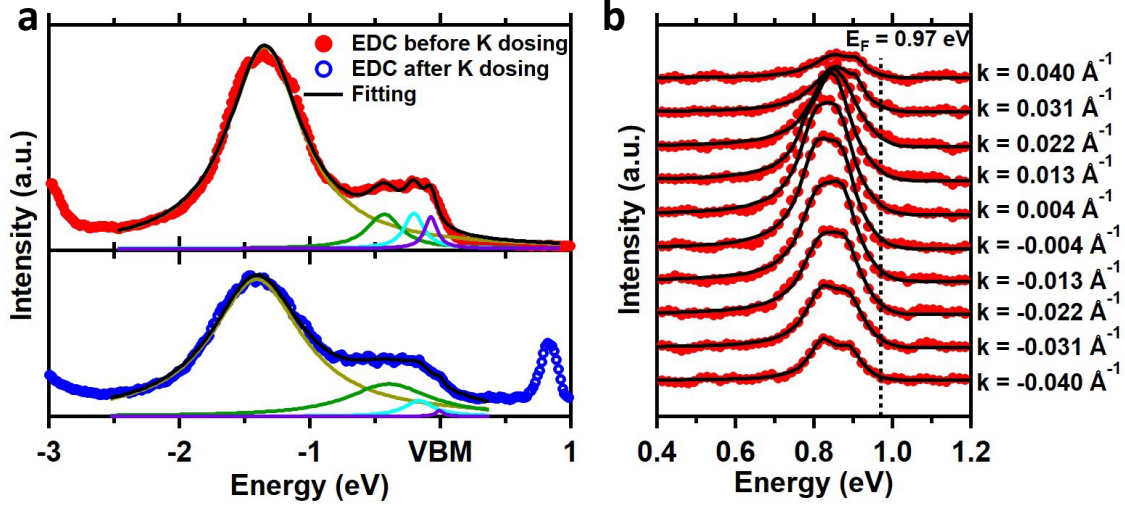 a
EDC before K dosing
EDC after K dosing
Fitting
Intensity (a.u.)
Intensity (a.u.)
-3
-2
-1
VBM
1
Energy (eV)
b
E_F = 0.97 eV
k = 0.040 Å⁻¹
k = 0.031 Å⁻¹
k = 0.022 Å⁻¹
k = 0.013 Å⁻¹
k = 0.004 Å⁻¹
k = -0.004 Å⁻¹
k = -0.013 Å⁻¹
k = -0.022 Å⁻¹
k = -0.031 Å⁻¹
k = -0.040 Å⁻¹
Intensity (a.u.)
0.4
0.6
0.8
1.0
1.2
Energy (eV)